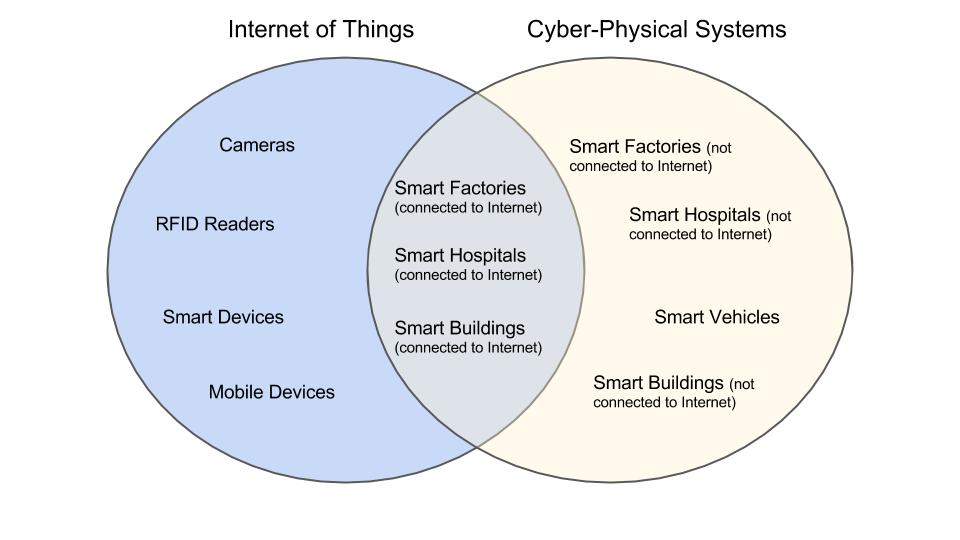 Internet of Things
Cyber-Physical Systems
Cameras
RFID Readers
Smart Devices
Mobile Devices
Smart Factories
(connected to Internet)
Smart Hospitals
(connected to Internet)
Smart Buildings
(connected to Internet)
Smart Factories (not
connected to Internet)
Smart Hospitals (not
connected to Internet)
Smart Vehicles
Smart Buildings (not
connected to Internet)